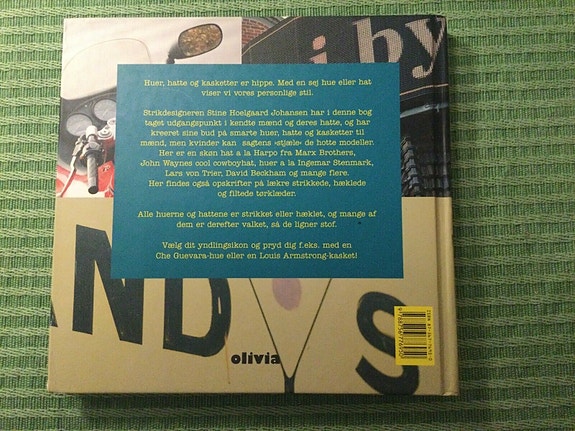 i by
Huer, hatte og kasketter er hippe. Med en sej hue eller hat
viser vi vores personlige stil.
Strikdesigneren Stine Hoelgaard Johansen har i denne bog
taget udgangspunkt i kendte mænd og deres hatte, og har
kreeret sine bud på smarte huer, hatte og kasketter til
mænd, men kvinder kan sagtens »stjæle« de hotte modeller.
Her er en skøn hat a la Harpo fra Marx Brothers,
John Waynes cool cowboyhat, huer a la Ingemar Stenmark,
Lars von Trier, David Beckham og mange flere.
Her findes også opskrifter på lækre strikkede, hæklede
og filtede tørklæder.
Alle huerne og hattene er strikket eller hæklet, og mange af
dem er derefter valket, så de ligner stof.
Vælg dit yndlingsikon og pryd dig f.eks. med en
Che Guevara-hue eller en Louis Armstrong-kasket!
NDYS
olivia